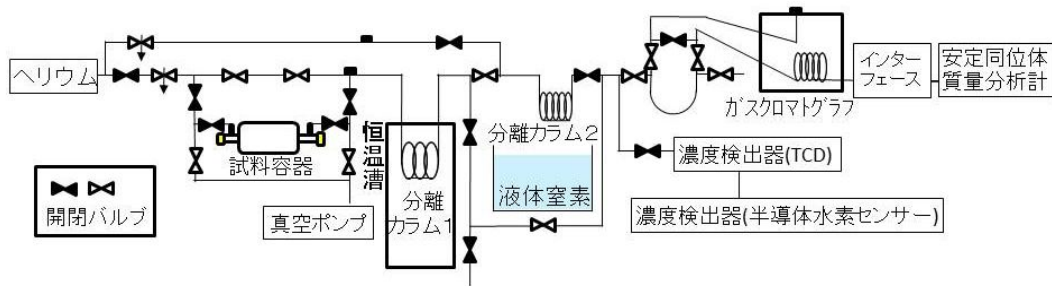 ヘリウム
試料容器
真空ポンプ
開閉バルブ
恒温漕
分離
カラム1
分離カラム2
液体窒素
ガスクロマトグラフ
インター
フェース
安定同位体
質量分析計
濃度検出器(TCD)
濃度検出器(半導体水素センサー)